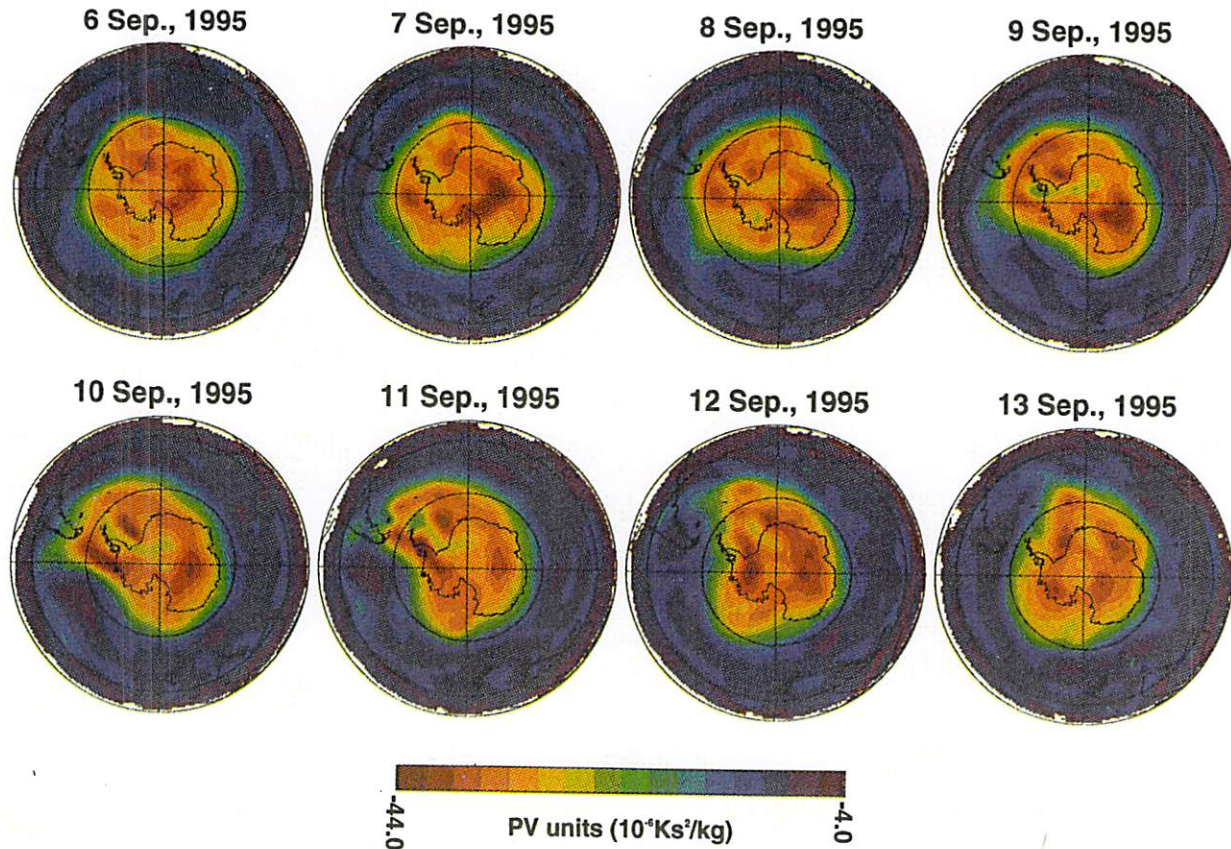 6 Sep., 1995
7 Sep., 1995
8 Sep., 1995
9 Sep., 1995
10 Sep., 1995
11 Sep., 1995
12 Sep., 1995
13 Sep., 1995
-44.0
PV units (10⁻⁶Ks²/kg)
-4.0